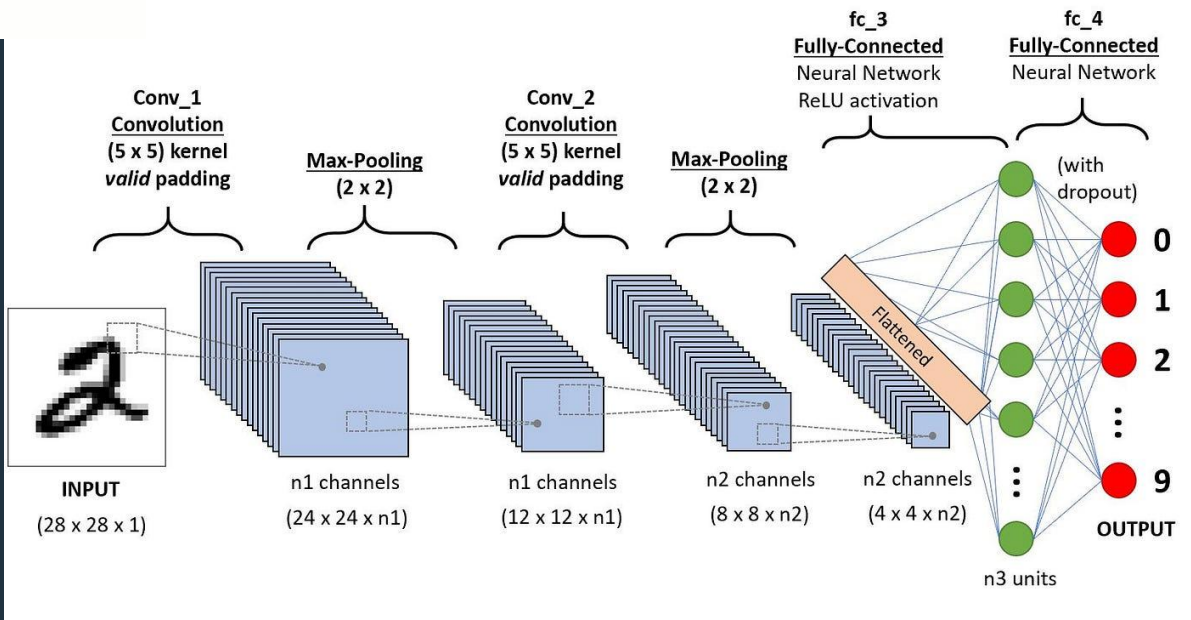 Conv_1
Convolution
(5 x 5) kernel
valid padding
Max-Pooling
(2 x 2)
Conv_2
Convolution
(5 x 5) kernel
valid padding
Max-Pooling
(2 x 2)
fc_3
Fully-Connected
Neural Network
ReLU activation
fc_4
Fully-Connected
Neural Network
(with
dropout)
Flattened
0
1
2
9
OUTPUT
2
INPUT
(28 x 28 x 1)
n1 channels
(24 x 24 x n1)
n1 channels
(12 x 12 x n1)
n2 channels
(8 x 8 x n2)
n2 channels
(4 x 4 x n2)
n3 units